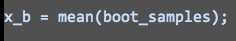 x_b = mean(boot_samples);